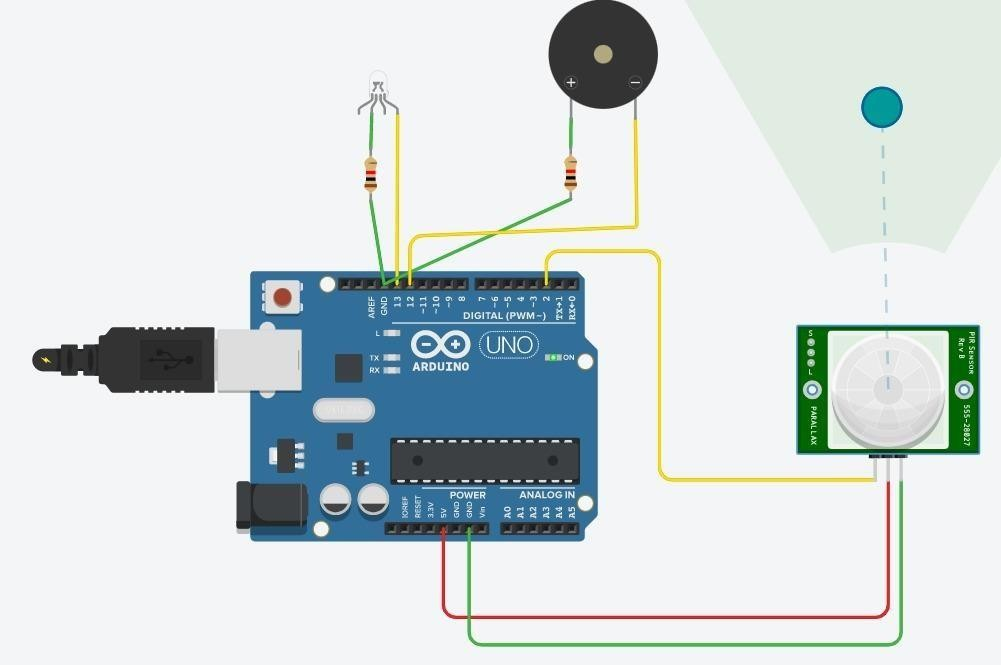 + −
AREF
GND
13
12
~11
~10
~9
8
7
~6
~5
4
~3
2
TX→1
RX←0
DIGITAL (PWM~)
L
TX
RX
UNO
ARDUINO
ON
POWER
ANALOG IN
IOREF
RESET
3.3V
5V
GND
GND
Vin
A0
A1
A2
A3
A4
A5
S
L
PARALLAX
PIR SENSOR
REV B
555-28027